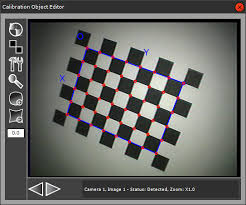 Calibration Object Editor
Y
X
0.0
Camera 1, Image 1 - Status: Detected, Zoom: X1.0